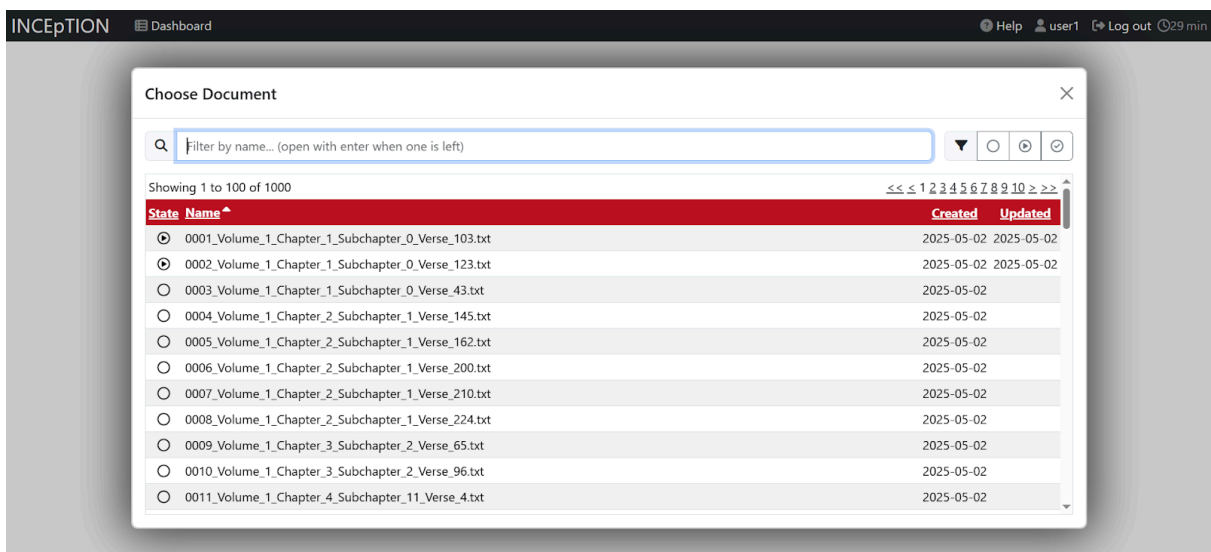 INCEpTION Dashboard Help user1 Log out 29 min
Choose Document
Filter by name... (open with enter when one is left)
Showing 1 to 100 of 1000 << < 1 2 3 4 5 6 7 8 9 10 > >>
State Name Created Updated
0001_Volume_1_Chapter_1_Subchapter_0_Verse_103.txt 2025-05-02 2025-05-02
0002_Volume_1_Chapter_1_Subchapter_0_Verse_123.txt 2025-05-02 2025-05-02
0003_Volume_1_Chapter_1_Subchapter_0_Verse_43.txt 2025-05-02
0004_Volume_1_Chapter_2_Subchapter_1_Verse_145.txt 2025-05-02
0005_Volume_1_Chapter_2_Subchapter_1_Verse_162.txt 2025-05-02
0006_Volume_1_Chapter_2_Subchapter_1_Verse_200.txt 2025-05-02
0007_Volume_1_Chapter_2_Subchapter_1_Verse_210.txt 2025-05-02
0008_Volume_1_Chapter_2_Subchapter_1_Verse_224.txt 2025-05-02
0009_Volume_1_Chapter_3_Subchapter_2_Verse_65.txt 2025-05-02
0010_Volume_1_Chapter_3_Subchapter_2_Verse_96.txt 2025-05-02
0011_Volume_1_Chapter_4_Subchapter_11_Verse_4.txt 2025-05-02